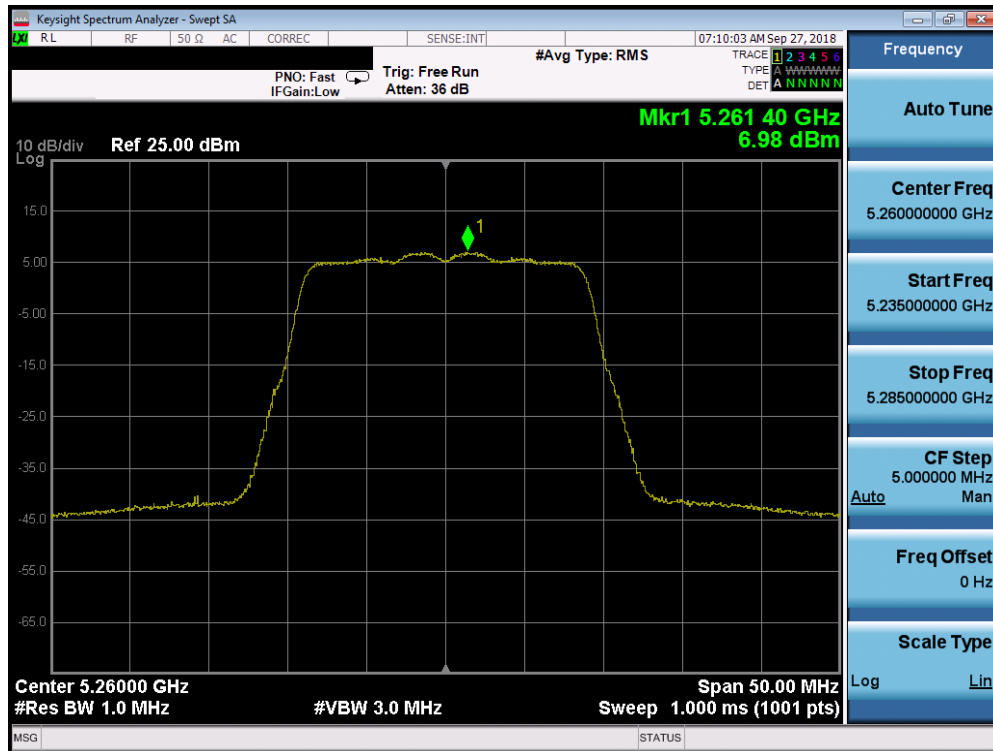 Keysight Spectrum Analyzer - Swept SA
LXI RL RF 50 Ω AC CORREC SENSE:INT 07:10:03 AM Sep 27, 2018
#Avg Type: RMS
TRACE 1 2 3 4 5 6
TYPE A WWWWW
DET A N N N N N
PNO: Fast
IFGain:Low
Trig: Free Run
Atten: 36 dB
Mkr1 5.261 40 GHz
6.98 dBm
10 dB/div
Log
Ref 25.00 dBm
1
15.0
5.00
-5.00
-15.0
-25.0
-35.0
-45.0
-55.0
-65.0
Center 5.26000 GHz
Span 50.00 MHz
#Res BW 1.0 MHz
#VBW 3.0 MHz
Sweep 1.000 ms (1001 pts)
MSG
STATUS
Frequency
Auto Tune
Center Freq
5.260000000 GHz
Start Freq
5.235000000 GHz
Stop Freq
5.285000000 GHz
CF Step
5.000000 MHz
Auto Man
Freq Offset
0 Hz
Scale Type
Log Lin